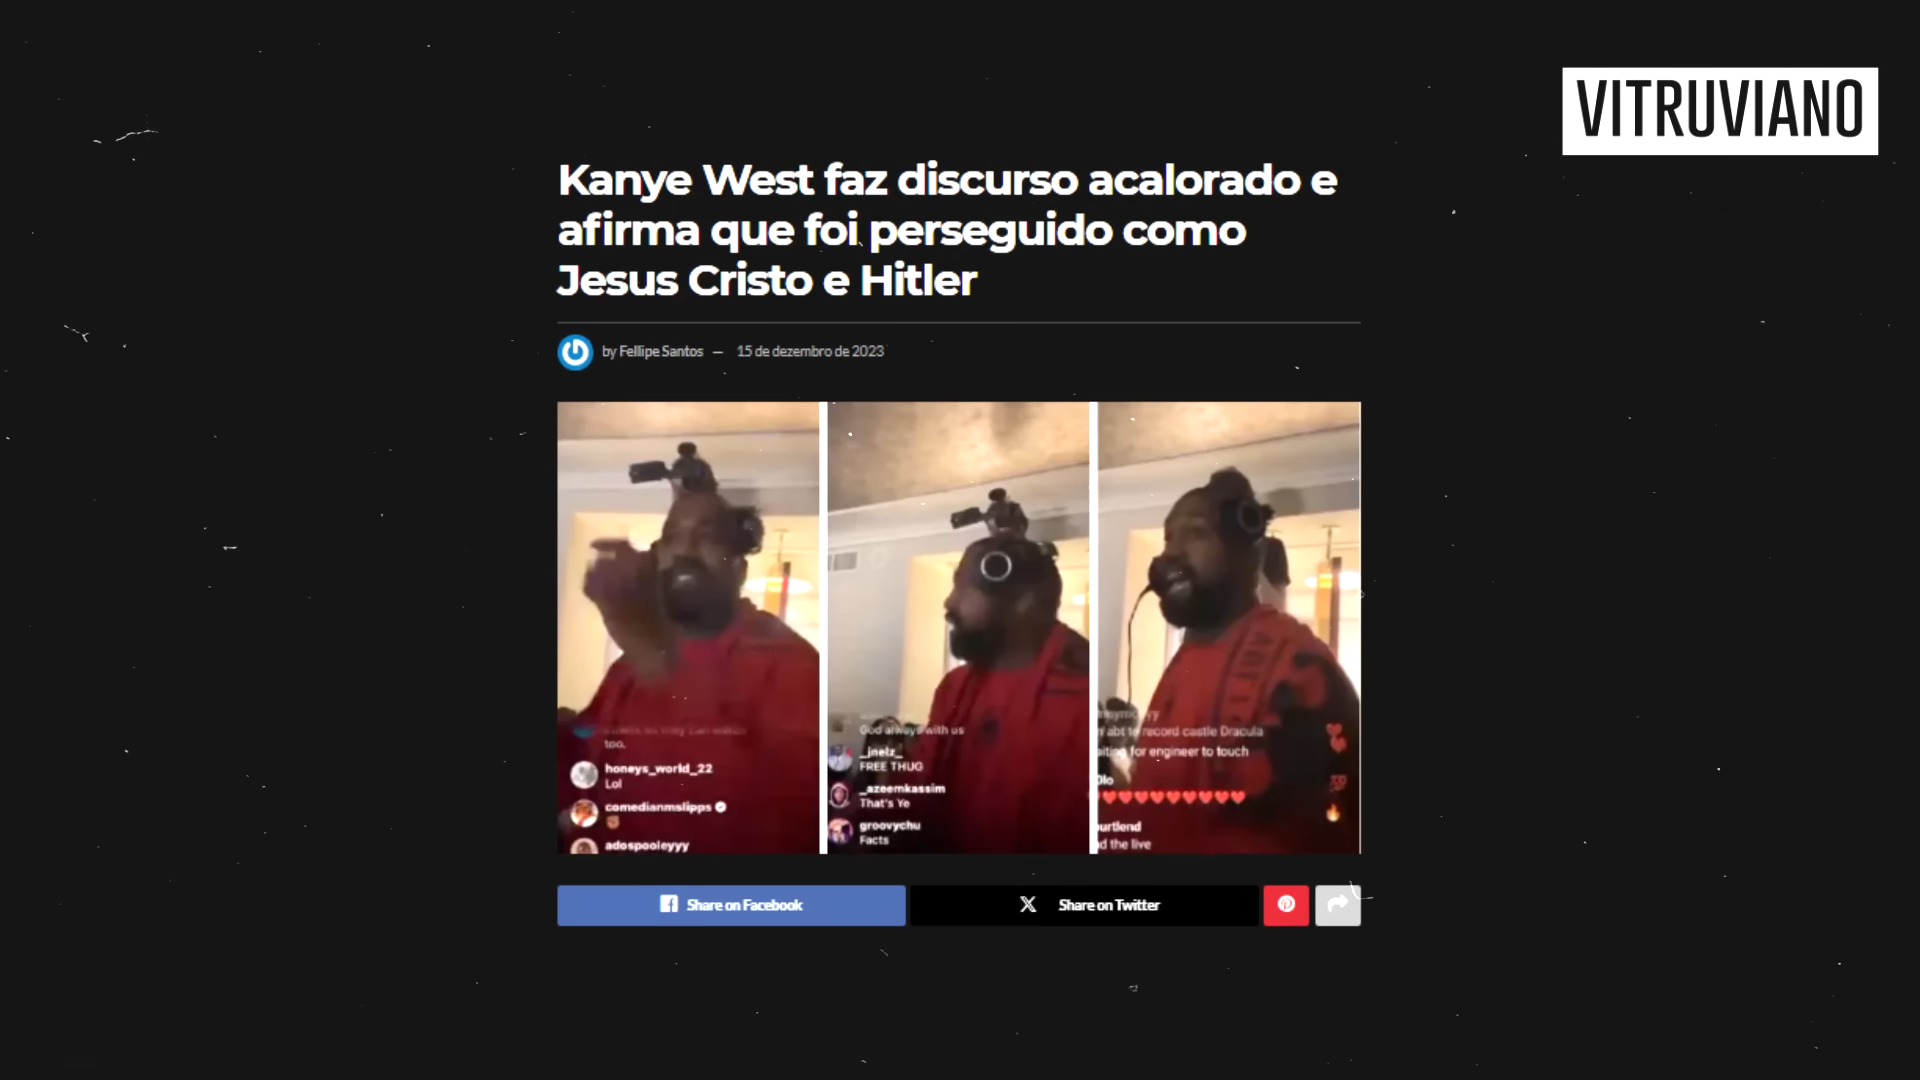 VITRUVIANO
Kanye West faz discurso acalorado e
afirma que foi perseguido como
Jesus Cristo e Hitler
by Fellipe Santos — 15 de dezembro de 2023
too.
honeys_world_22
Lol
comedianmslipps
adospooleyyy
God always with us
_jnelz_
FREE THUG
_azeemkassim
That's Ye
groovychu
Facts
abt to record castle Dracula
for engineer to touch
the live
Share on Facebook
Share on Twitter